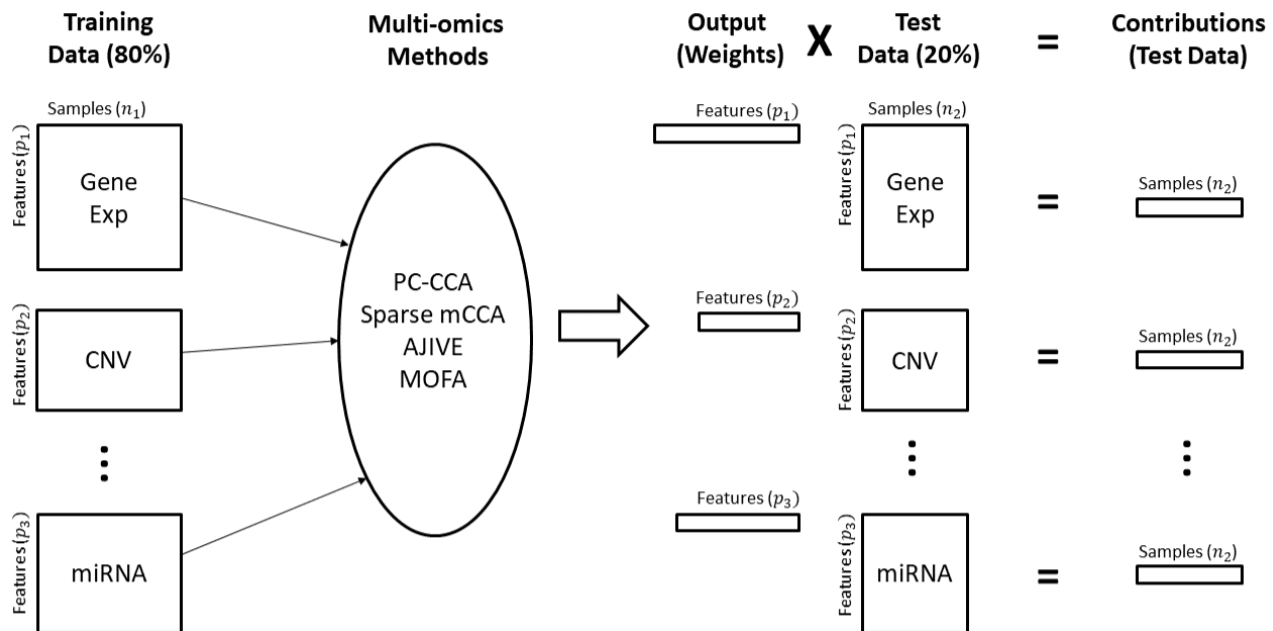 Training
Data (80%)
Multi-omics
Methods
Output
(Weights)
X
Test
Data (20%)
=
Contributions
(Test Data)
Samples (n₁)
Features(p₁)
Gene
Exp
Features(p₂)
CNV
⋮
Features(p₃)
miRNA
PC-CCA
Sparse mCCA
AJIVE
MOFA
Features (p₁)
Features (p₂)
Features (p₃)
Samples (n₂)
Features(p₁)
Gene
Exp
Features(p₂)
CNV
⋮
Features(p₃)
miRNA
=
=
=
Samples (n₂)
Samples (n₂)
⋮
Samples (n₂)